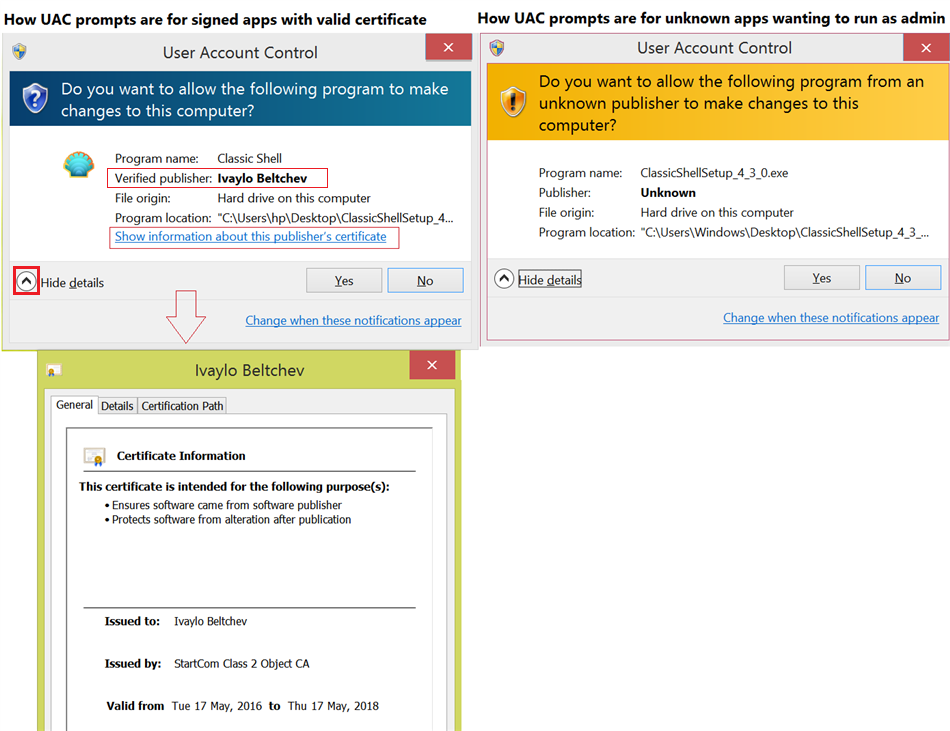 How UAC prompts are for signed apps with valid certificate
User Account Control
Do you want to allow the following program to make
changes to this computer?
Program name: Classic Shell
Verified publisher: Ivaylo Beltchev
File origin: Hard drive on this computer
Program location: "C:\Users\hp\Desktop\ClassicShellSetup_4...
Show information about this publisher's certificate
Hide details
Yes
No
Change when these notifications appear
How UAC prompts are for unknown apps wanting to run as admin
User Account Control
Do you want to allow the following program from an
unknown publisher to make changes to this
computer?
Program name: ClassicShellSetup_4_3_0.exe
Publisher: Unknown
File origin: Hard drive on this computer
Program location: "C:\Users\Windows\Desktop\ClassicShellSetup_4_3_...
Hide details
Yes
No
Change when these notifications appear
Ivaylo Beltchev
General Details Certification Path
Certificate Information
This certificate is intended for the following purpose(s):
• Ensures software came from software publisher
• Protects software from alteration after publication
Issued to: Ivaylo Beltchev
Issued by: StartCom Class 2 Object CA
Valid from Tue 17 May, 2016 to Thu 17 May, 2018